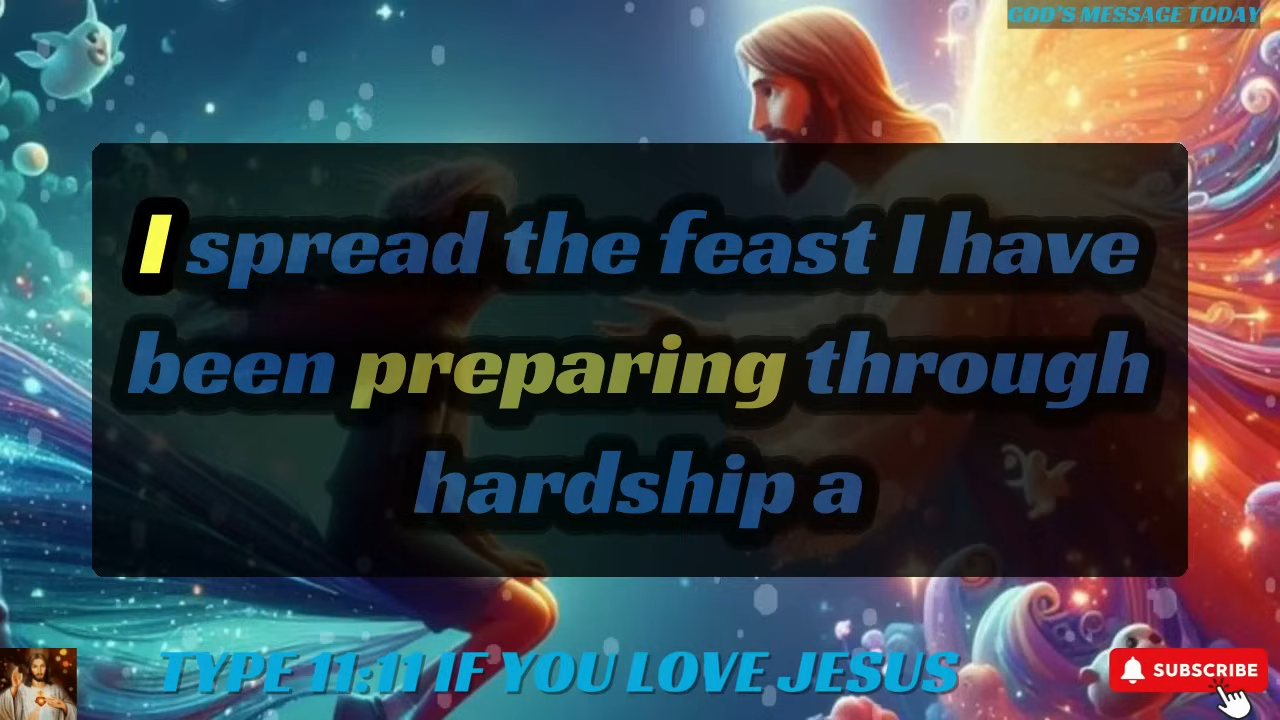 GOD'S MESSAGE TODAY
I spread the feast I have
been preparing through
hardship a
TYPE 11:11 IF YOU LOVE JESUS
SUBSCRIBE